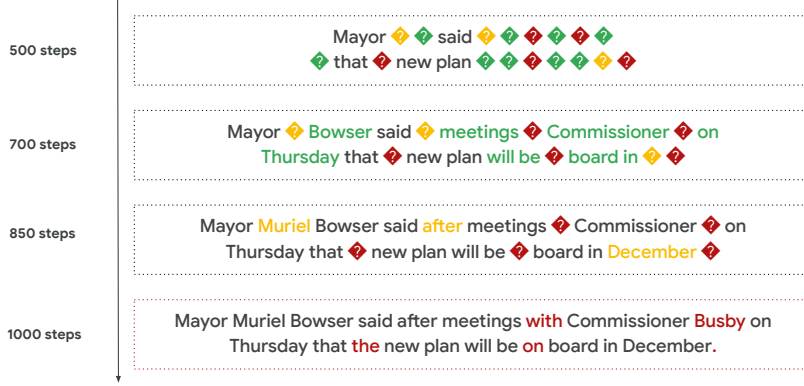 500 steps
Mayor � � said � � � � � �
� that � new plan � � � � � � �
700 steps
Mayor � Bowser said � meetings � Commissioner � on
Thursday that � new plan will be � board in � �
850 steps
Mayor Muriel Bowser said after meetings � Commissioner � on
Thursday that � new plan will be � board in December �
1000 steps
Mayor Muriel Bowser said after meetings with Commissioner Busby on
Thursday that the new plan will be on board in December.